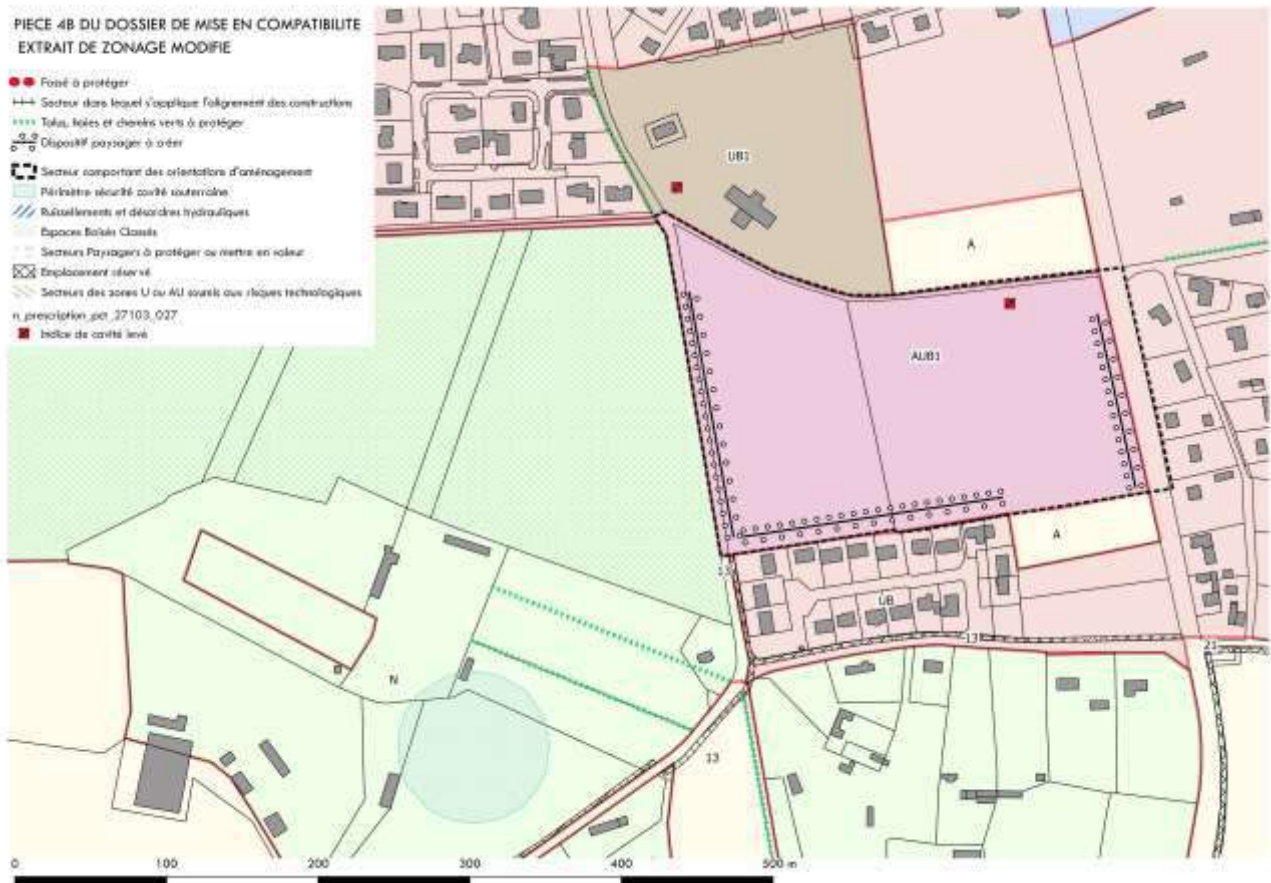 PIECE 4B DU DOSSIER DE MISE EN COMPATIBILITE
EXTRAIT DE ZONAGE MODIFIE
Fossé à protéger
Secteur dans lequel s'applique l'alignement des constructions
Talus, haies et chemins verts à protéger
Dispositif paysager à créer
Secteur comportant des orientations d'aménagement
Périmètre sécurité cavité souterraine
Ruissellements et désordres hydrauliques
Espaces Boisés Classés
Secteurs Paysagers à protéger ou mettre en valeur
Emplacement réservé
Secteurs des zones U ou AU soumis aux risques technologiques
n_prescription_pct_27103_027
Indice de cavité levé
UB1
A
AUB1
A
13
UB
13
21
N
13
0 100 200 300 400 500 m